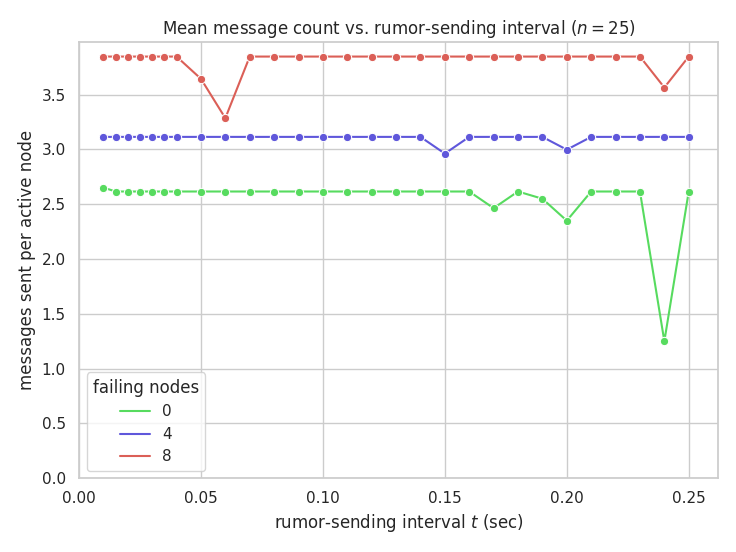 Mean message count vs. rumor-sending interval (n = 25)
messages sent per active node
3.5
3.0
2.5
2.0
1.5
1.0
0.5
0.0
failing nodes
0
4
8
0.00 0.05 0.10 0.15 0.20 0.25
rumor-sending interval t (sec)